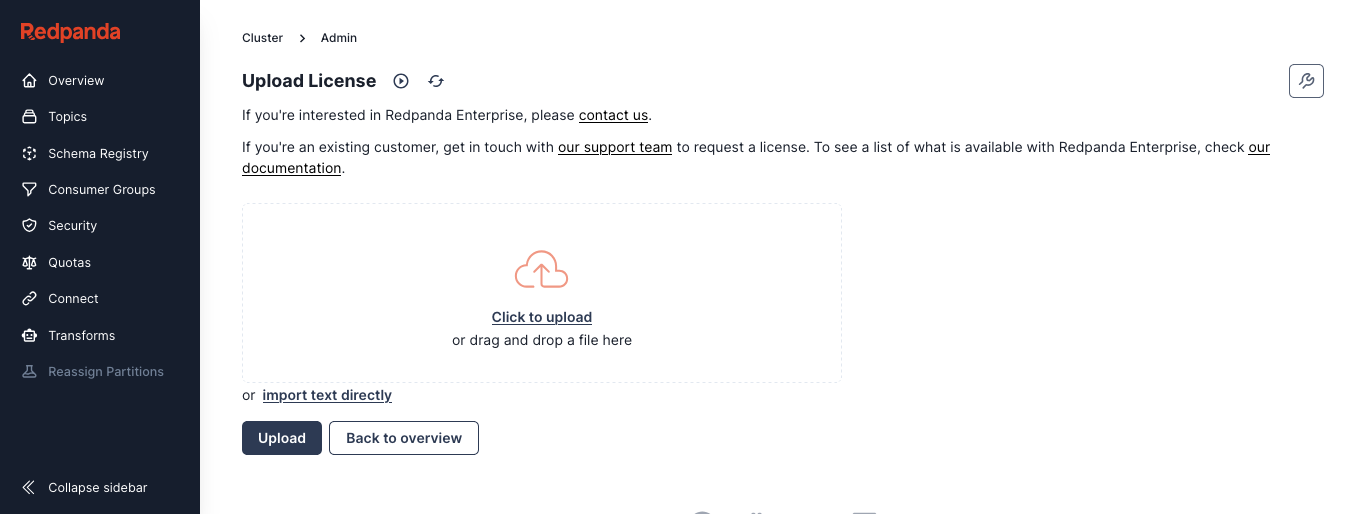 Redpanda
Overview
Topics
Schema Registry
Consumer Groups
Security
Quotas
Connect
Transforms
Reassign Partitions
Collapse sidebar
Cluster > Admin
Upload License
If you're interested in Redpanda Enterprise, please contact us.
If you're an existing customer, get in touch with our support team to request a license. To see a list of what is available with Redpanda Enterprise, check our
documentation.
Click to upload
or drag and drop a file here
or import text directly
Upload
Back to overview